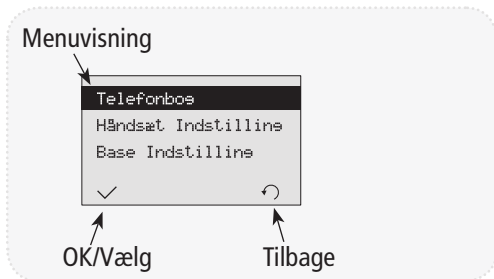 Menuvisning
Telefonbog
Håndsæt Indstilling
Base Indstilling
OK/Vælg Tilbage